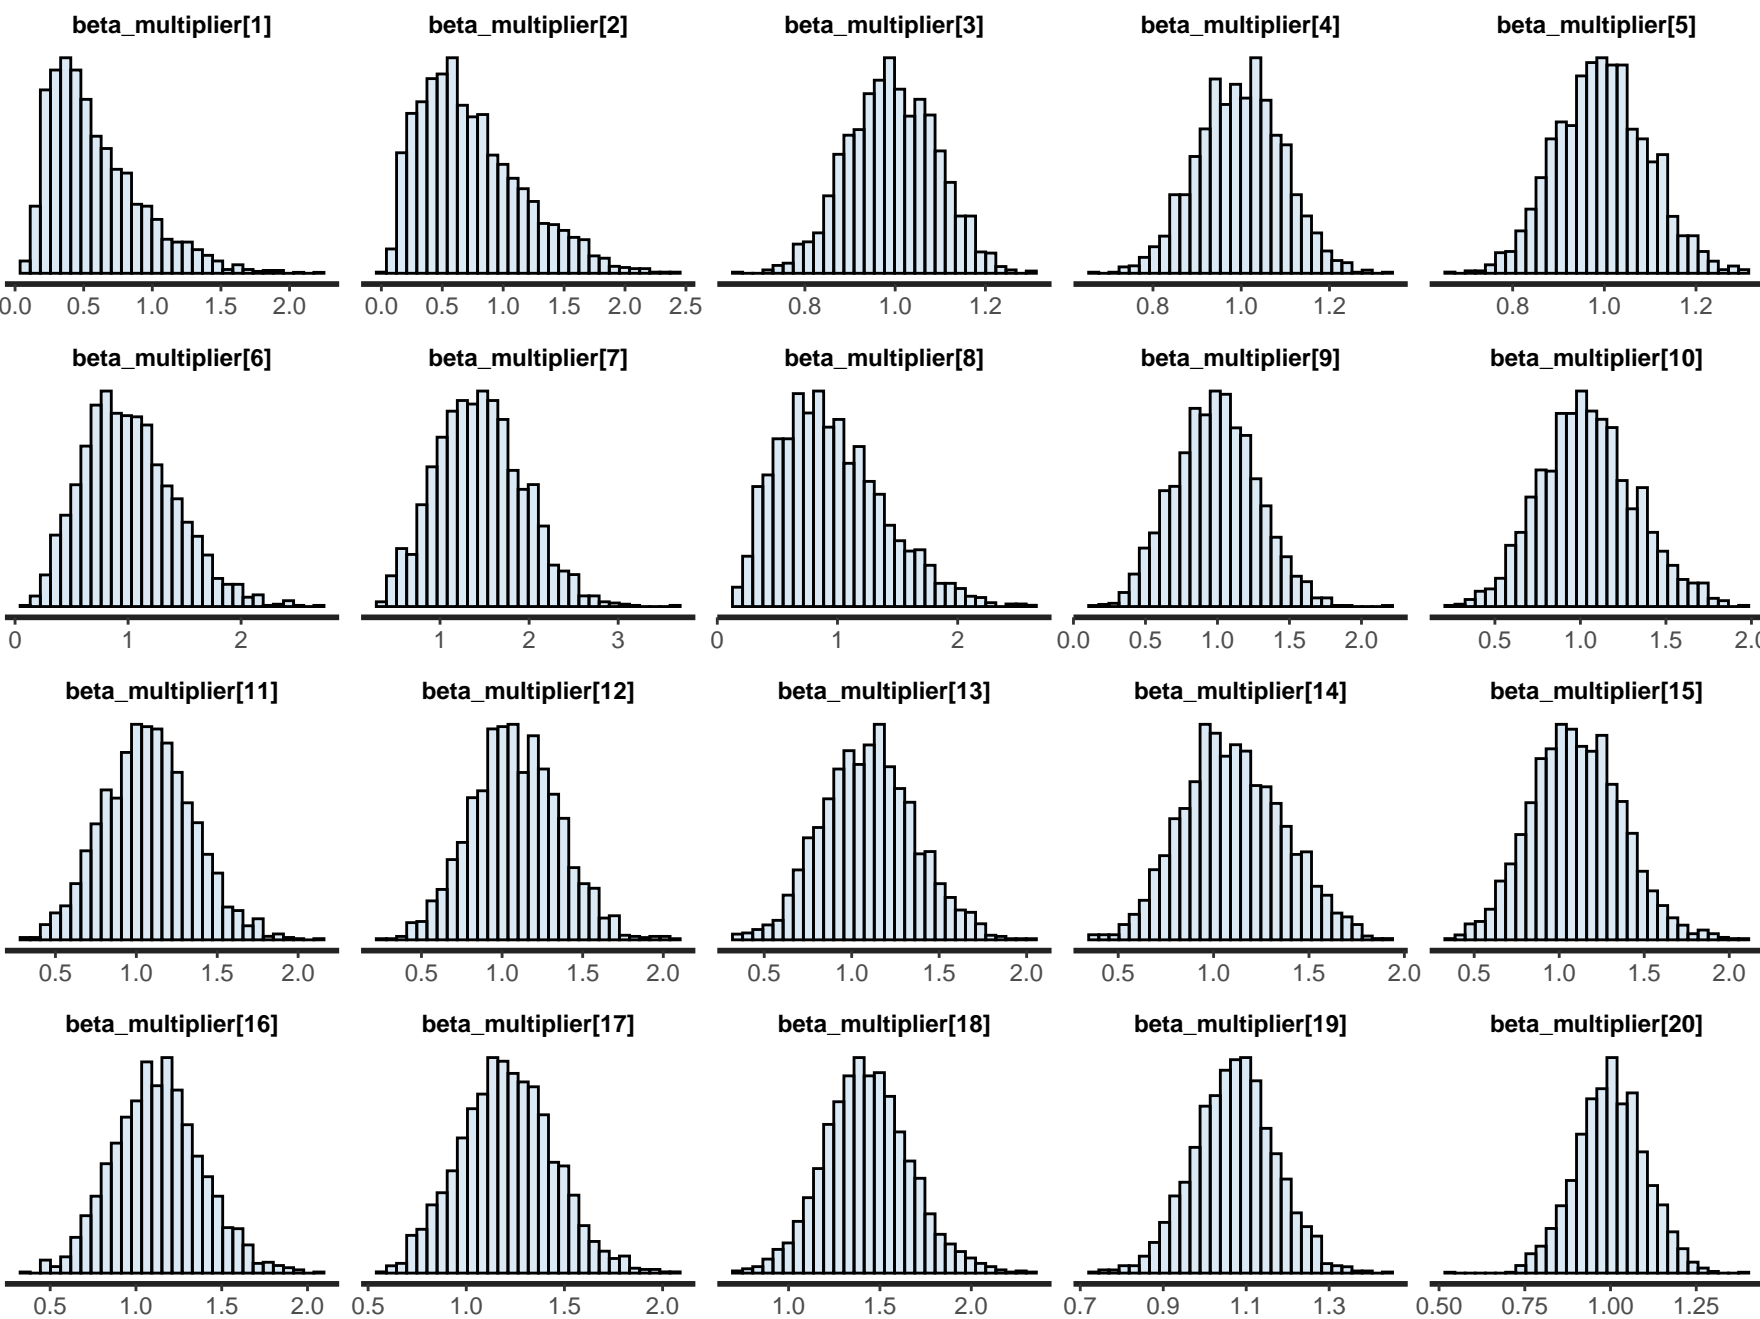 beta_multiplier[1] beta_multiplier[2] beta_multiplier[3] beta_multiplier[4] beta_multiplier[5]
0.0 0.5 1.0 1.5 2.0 0.0 0.5 1.0 1.5 2.0 2.5 0.8 1.0 1.2 0.8 1.0 1.2 0.8 1.0 1.2
beta_multiplier[6] beta_multiplier[7] beta_multiplier[8] beta_multiplier[9] beta_multiplier[10]
0 1 2 1 2 3 0 1 2 0.0 0.5 1.0 1.5 2.0 0.5 1.0 1.5 2.0
beta_multiplier[11] beta_multiplier[12] beta_multiplier[13] beta_multiplier[14] beta_multiplier[15]
0.5 1.0 1.5 2.0 0.5 1.0 1.5 2.0 0.5 1.0 1.5 2.0 0.5 1.0 1.5 2.0 0.5 1.0 1.5 2.0
beta_multiplier[16] beta_multiplier[17] beta_multiplier[18] beta_multiplier[19] beta_multiplier[20]
0.5 1.0 1.5 2.0 0.5 1.0 1.5 2.0 1.0 1.5 2.0 0.7 0.9 1.1 1.3 0.50 0.75 1.00 1.25